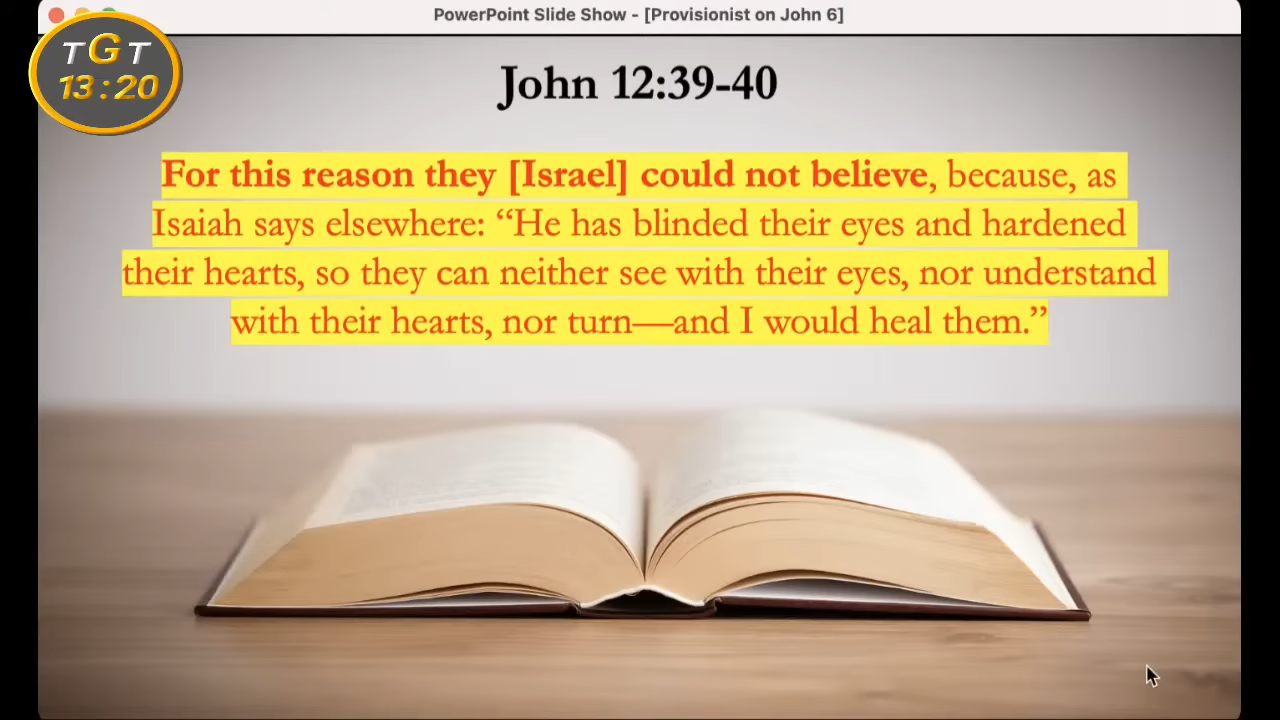 PowerPoint Slide Show - [Provisionist on John 6]
TGT
13:20
John 12:39-40
For this reason they [Israel] could not believe, because, as
Isaiah says elsewhere: “He has blinded their eyes and hardened
their hearts, so they can neither see with their eyes, nor understand
with their hearts, nor turn—and I would heal them.”